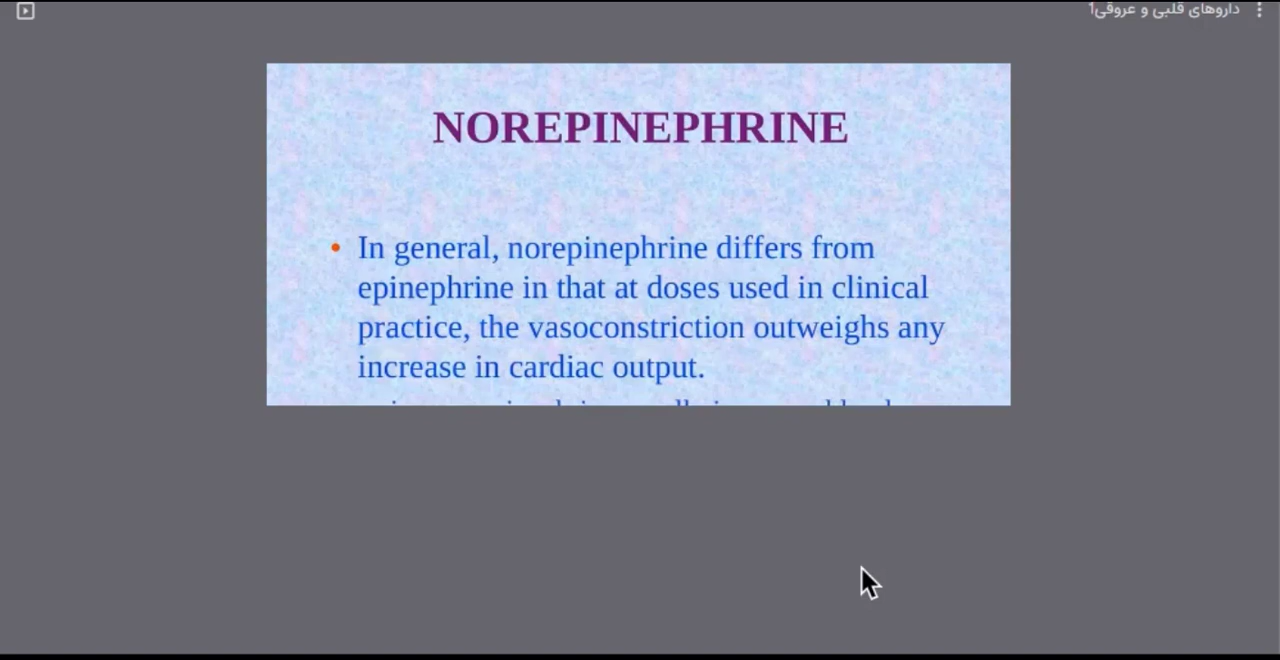 داروهای قلبی و عروقی1
NOREPINEPHRINE
• In general, norepinephrine differs from
epinephrine in that at doses used in clinical
practice, the vasoconstriction outweighs any
increase in cardiac output.